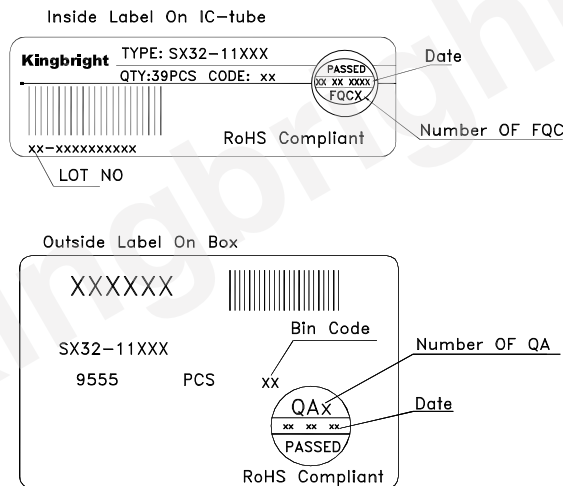 Inside Label On IC-tube
Kingbright TYPE: SX32-11XXX
QTY:39PCS CODE: xx
PASSED
xx xx xxxx
FQCX
Date
Number OF FQC
RoHS Compliant
xx-xxxxxxxxxx
LOT NO
Outside Label On Box
XXXXXX
Bin Code
SX32-11XXX
Number OF QA
9555 PCS xx
QAx
Date
xx xx xx
PASSED
RoHS Compliant
Kingbright